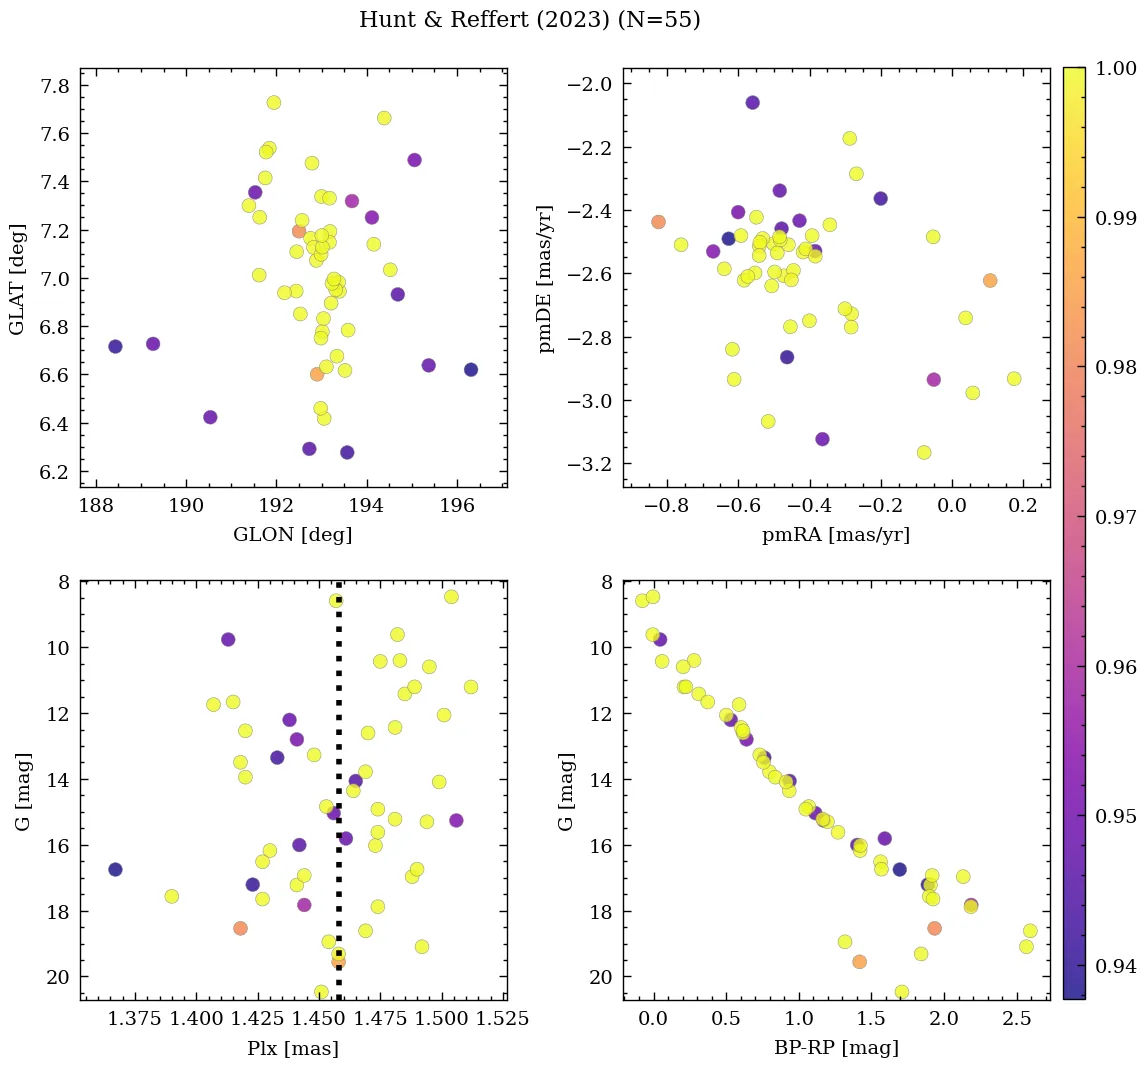 Hunt & Reffert (2023) (N=55)
7.8
7.6
7.4
7.2
7.0
6.8
6.6
6.4
6.2
GLAT [deg]
188 190 192 194 196
GLON [deg]
−2.0
−2.2
−2.4
−2.6
−2.8
−3.0
−3.2
pmDE [mas/yr]
−0.8 −0.6 −0.4 −0.2 0.0 0.2
pmRA [mas/yr]
8
10
12
14
16
18
20
G [mag]
1.375 1.400 1.425 1.450 1.475 1.500 1.525
Plx [mas]
8
10
12
14
16
18
20
G [mag]
0.0 0.5 1.0 1.5 2.0 2.5
BP-RP [mag]
1.00
0.99
0.98
0.97
0.96
0.95
0.94